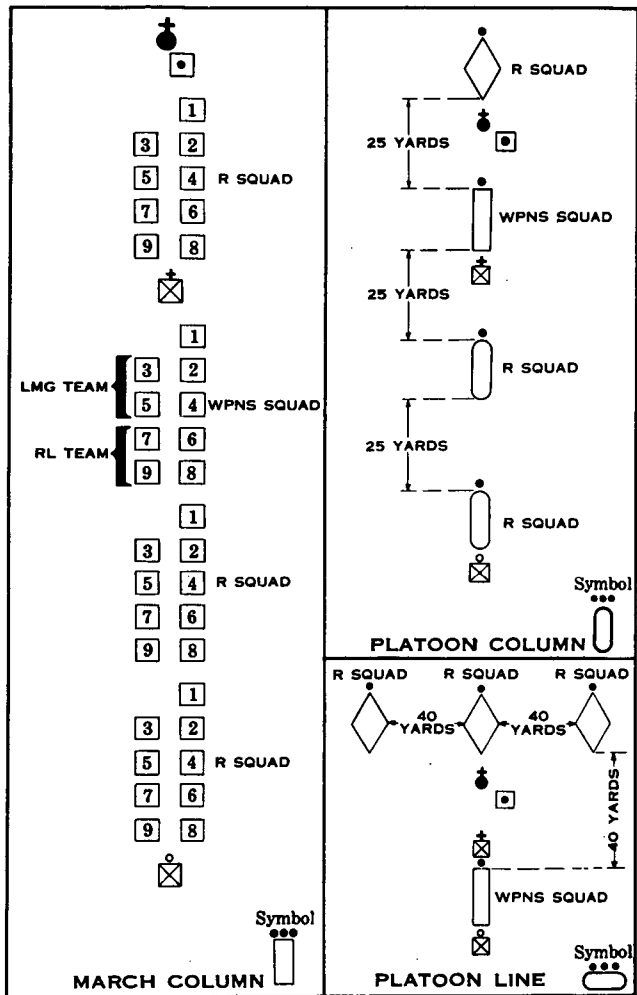 1
3 2
5 4 R SQUAD
7 6
9 8
1
LMG TEAM 3 2
5 4 WPNS SQUAD
RL TEAM 7 6
9 8
1
3 2
5 4 R SQUAD
7 6
9 8
1
3 2
5 4 R SQUAD
7 6
9 8
Symbol
MARCH COLUMN
R SQUAD
25 YARDS
WPNS SQUAD
25 YARDS
R SQUAD
25 YARDS
R SQUAD
Symbol
PLATOON COLUMN
R SQUAD R SQUAD R SQUAD
40 YARDS 40 YARDS
40 YARDS
WPNS SQUAD
Symbol
PLATOON LINE